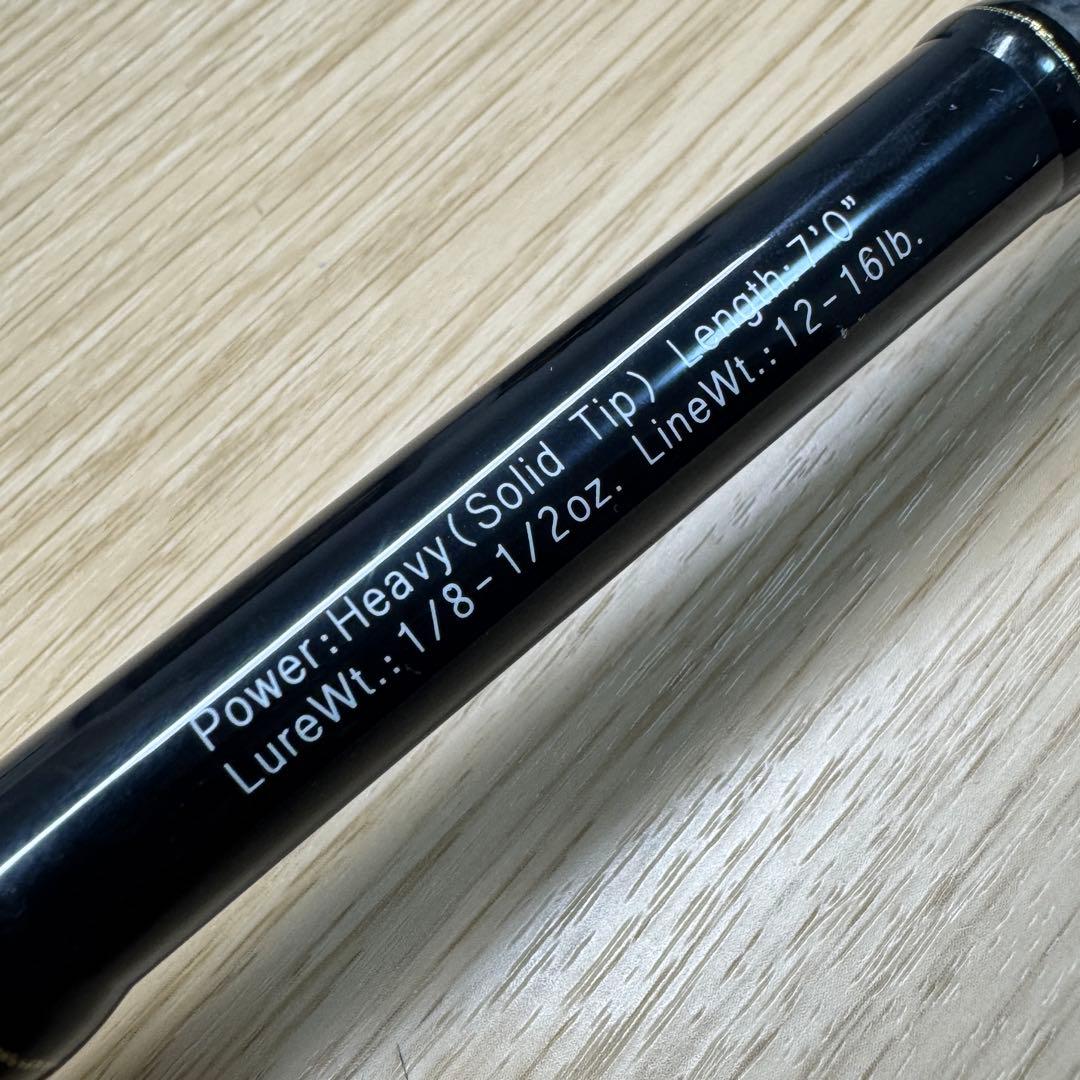 Power:Heavy(Solid Tip) Length:7'0"
LureWt.:1/8-1/2oz. LineWt.:12-16lb.